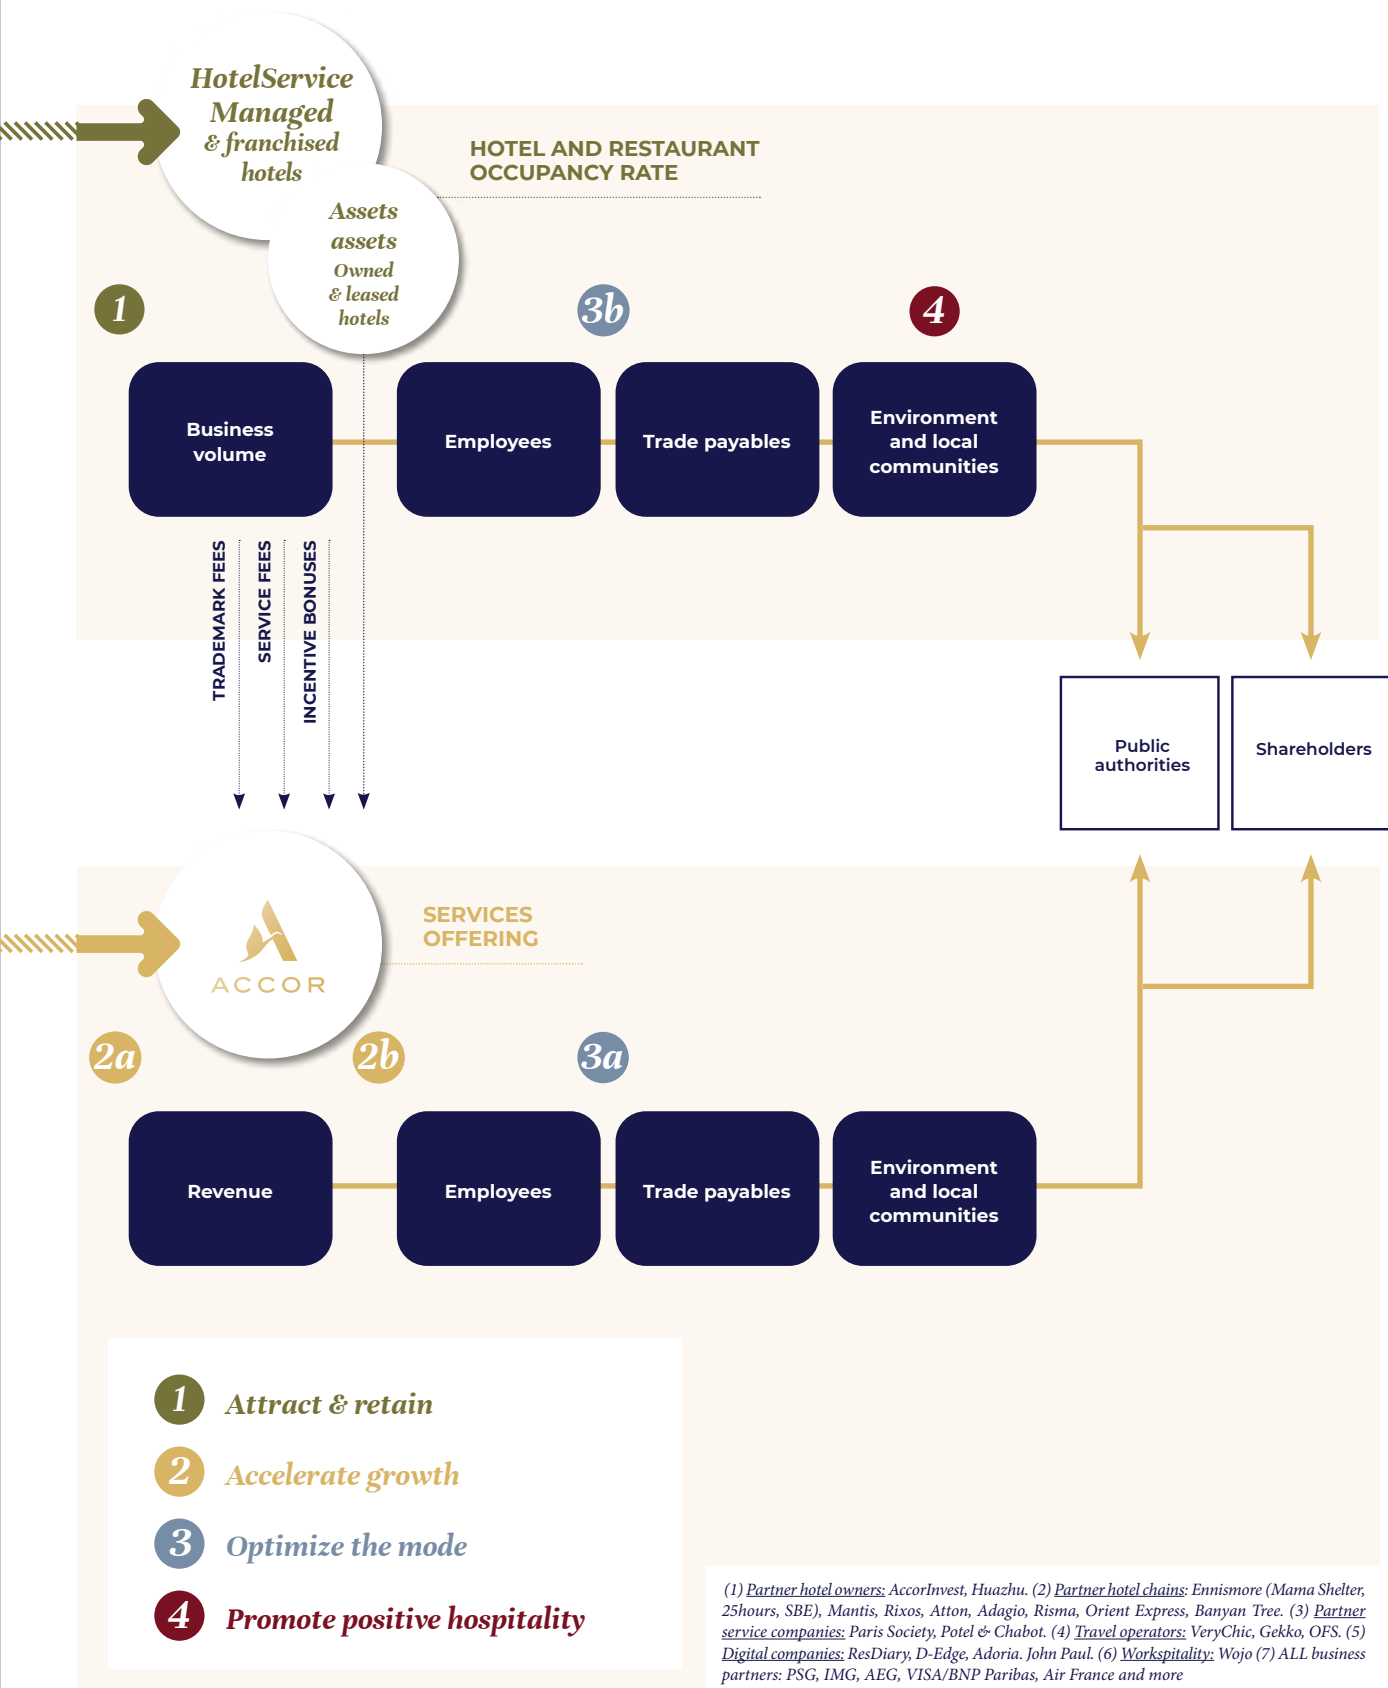 HotelService
Managed
& franchised
hotels
HOTEL AND RESTAURANT
OCCUPANCY RATE
Assets
assets
Owned
& leased
hotels
1
3b
4
Business
volume
Employees
Trade payables
Environment
and local
communities
TRADEMARK FEES
SERVICE FEES
INCENTIVE BONUSES
Public
authorities
Shareholders
ACCOR
SERVICES
OFFERING
2a
2b
3a
Revenue
Employees
Trade payables
Environment
and local
communities
1 Attract & retain
2 Accelerate growth
3 Optimize the mode
4 Promote positive hospitality
(1) Partner hotel owners: AccorInvest, Huazhu. (2) Partner hotel chains: Ennismore (Mama Shelter,
25hours, SBE), Mantis, Rixos, Atton, Adagio, Risma, Orient Express, Banyan Tree. (3) Partner
service companies: Paris Society, Potel & Chabot. (4) Travel operators: VeryChic, Gekko, OFS. (5)
Digital companies: ResDiary, D-Edge, Adoria. John Paul. (6) Workspitality: Wojo (7) ALL business
partners: PSG, IMG, AEG, VISA/BNP Paribas, Air France and more